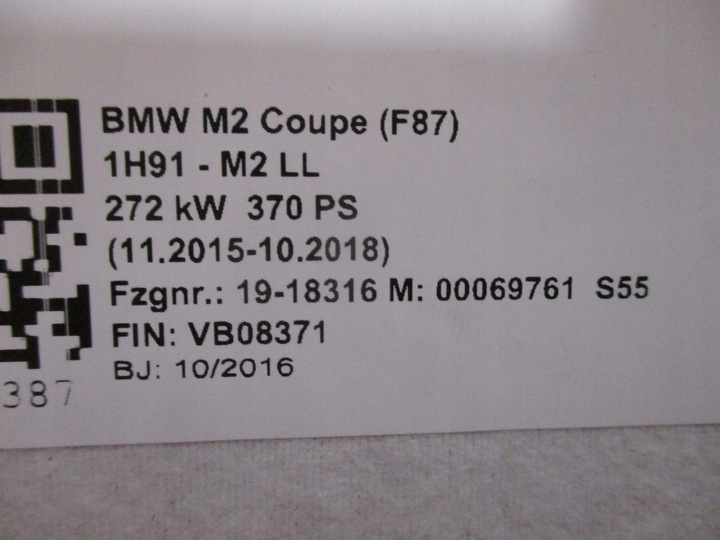 BMW M2 Coupe (F87)
1H91 - M2 LL
272 kW 370 PS
(11.2015-10.2018)
Fzgnr.: 19-18316 M: 00069761 S55
FIN: VB08371
BJ: 10/2016
387